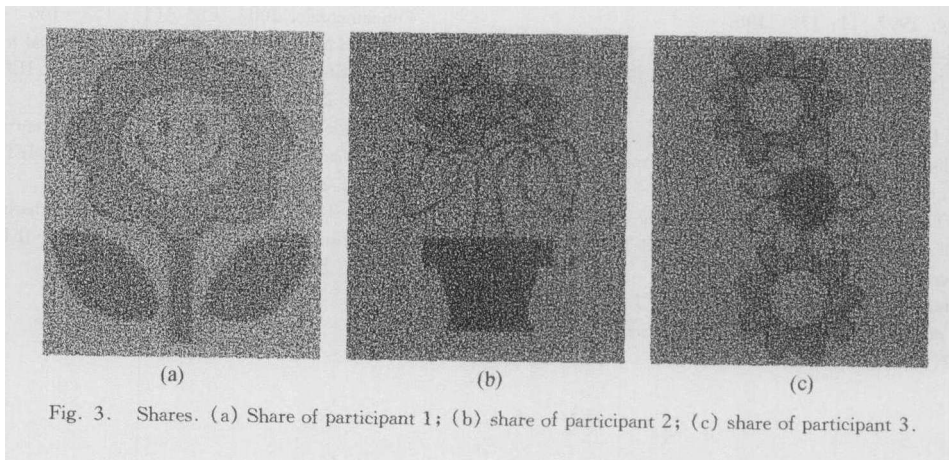 (a)
(b)
(c)
Fig. 3. Shares. (a) Share of participant 1; (b) share of participant 2; (c) share of participant 3.